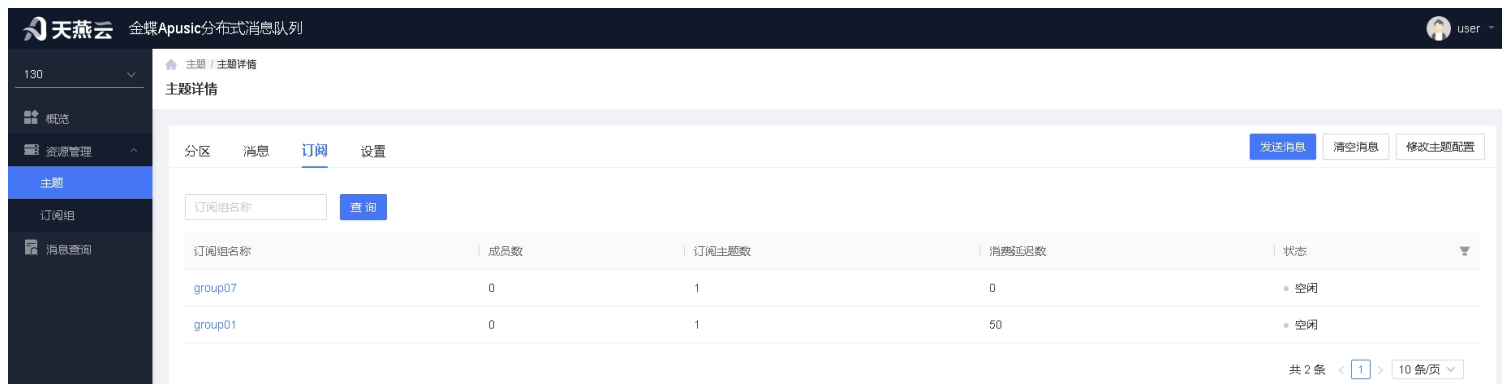 天燕云 金蝶Apusic分布式消息队列 user
130
主题 / 主题详情
主题详情
概览
资源管理
主题
订阅组
消息查询
分区 消息 订阅 设置 发送消息 清空消息 修改主题配置
订阅组名称 查 询
订阅组名称 成员数 订阅主题数 消费延迟数 状态
group07 0 1 0 空闲
group01 0 1 50 空闲
共 2 条 < 1 > 10 条/页